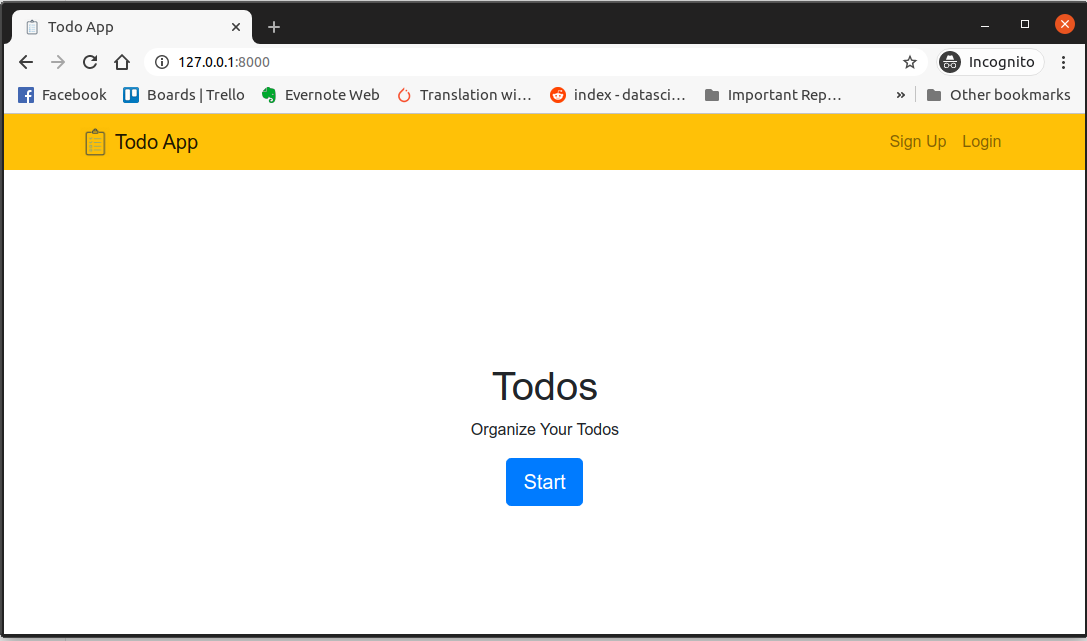 Todo App
127.0.0.1:8000
Incognito
Facebook Boards | Trello Evernote Web Translation wi... index - datasci... Important Rep... » Other bookmarks
Todo App Sign Up Login
Todos
Organize Your Todos
Start